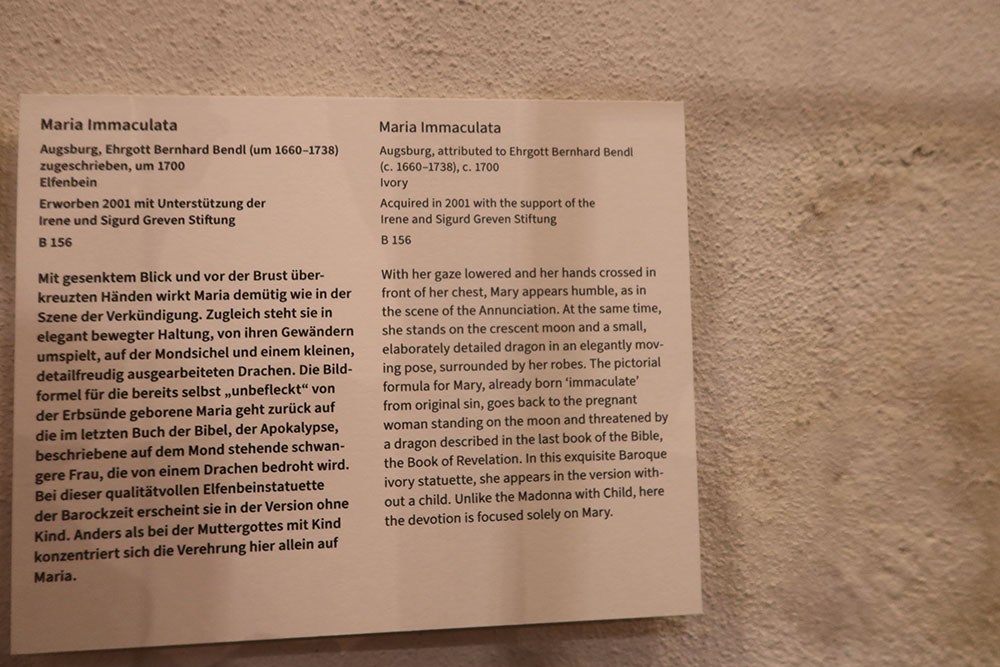 Maria Immaculata
Augsburg, Ehrgott Bernhard Bendl (um 1660–1738)
zugeschrieben, um 1700
Elfenbein
Erworben 2001 mit Unterstützung der
Irene und Sigurd Greven Stiftung
B 156
Mit gesenktem Blick und vor der Brust über-
kreuzten Händen wirkt Maria demütig wie in der
Szene der Verkündigung. Zugleich steht sie in
elegant bewegter Haltung, von ihren Gewändern
umspielt, auf der Mondsichel und einem kleinen,
detailfreudig ausgearbeiteten Drachen. Die Bild-
formel für die bereits selbst „unbefleckt“ von
der Erbsünde geborene Maria geht zurück auf
die im letzten Buch der Bibel, der Apokalypse,
beschriebene auf dem Mond stehende schwan-
gere Frau, die von einem Drachen bedroht wird.
Bei dieser qualitätvollen Elfenbeinstatuette
der Barockzeit erscheint sie in der Version ohne
Kind. Anders als bei der Muttergottes mit Kind
konzentriert sich die Verehrung hier allein auf
Maria.
Maria Immaculata
Augsburg, attributed to Ehrgott Bernhard Bendl
(c. 1660–1738), c. 1700
Ivory
Acquired in 2001 with the support of the
Irene and Sigurd Greven Stiftung
B 156
With her gaze lowered and her hands crossed in
front of her chest, Mary appears humble, as in
the scene of the Annunciation. At the same time,
she stands on the crescent moon and a small,
elaborately detailed dragon in an elegantly mov-
ing pose, surrounded by her robes. The pictorial
formula for Mary, already born ‘immaculate’
from original sin, goes back to the pregnant
woman standing on the moon and threatened by
a dragon described in the last book of the Bible,
the Book of Revelation. In this exquisite Baroque
ivory statuette, she appears in the version with-
out a child. Unlike the Madonna with Child, here
the devotion is focused solely on Mary.